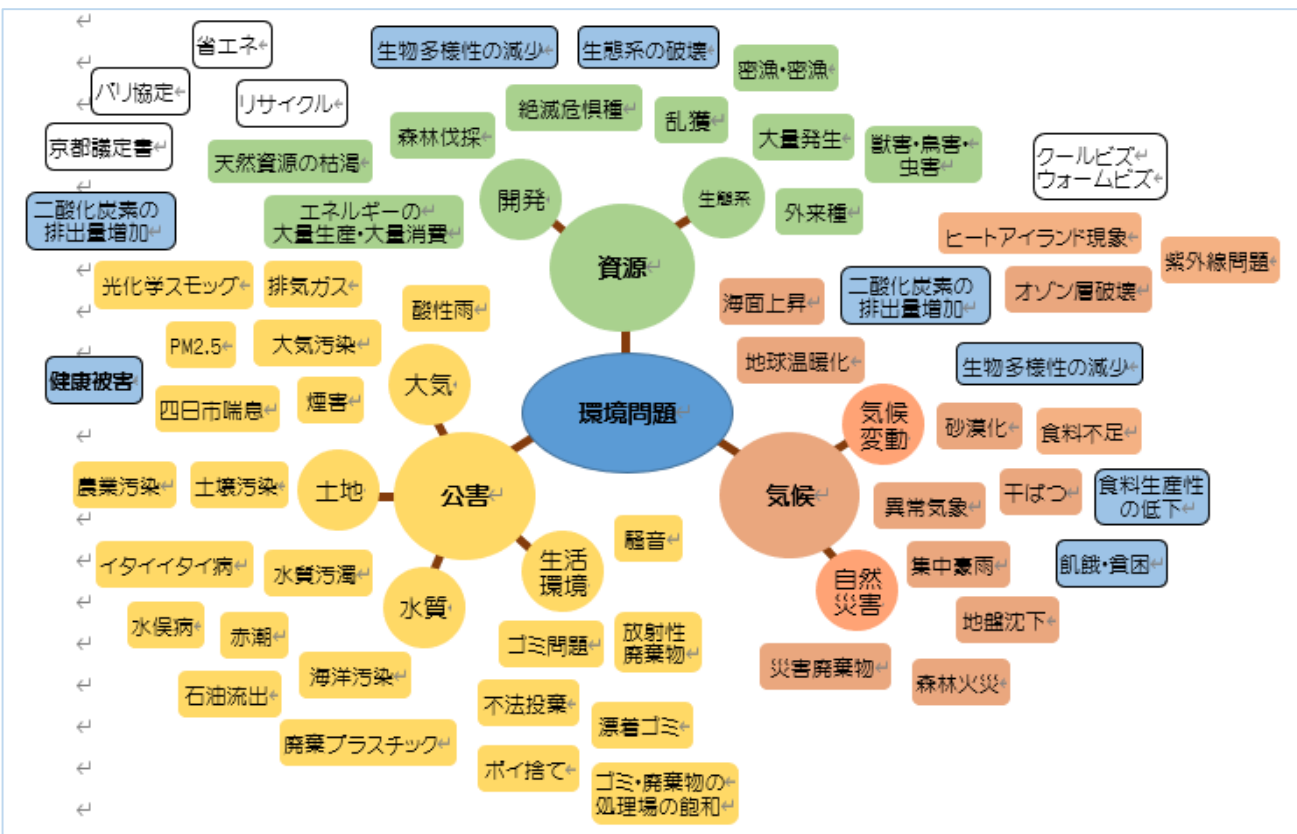 省エネ
生物多様性の減少
生態系の破壊
密漁・密漁
パリ協定
リサイクル
絶滅危惧種
乱獲
京都議定書
森林伐採
大量発生
獣害・鳥害・
虫害
クールビズ
ウォームビズ
天然資源の枯渇
開発
生態系
二酸化炭素の
排出量増加
エネルギーの
大量生産・大量消費
外来種
ヒートアイランド現象
紫外線問題
資源
光化学スモッグ
排気ガス
酸性雨
海面上昇
二酸化炭素の
排出量増加
オゾン層破壊
PM2.5
大気汚染
地球温暖化
生物多様性の減少
健康被害
四日市喘息
煙害
大気
環境問題
気候
変動
砂漠化
食料不足
農業汚染
土壌汚染
土地
公害
気候
異常気象
干ばつ
食料生産性
の低下
イタイイタイ病
水質汚濁
生活
環境
騒音
自然
災害
集中豪雨
飢餓・貧困
水俣病
赤潮
水質
ゴミ問題
放射性
廃棄物
地盤沈下
石油流出
海洋汚染
不法投棄
漂着ゴミ
災害廃棄物
森林火災
廃棄プラスチック
ポイ捨て
ゴミ・廃棄物の
処理場の飽和